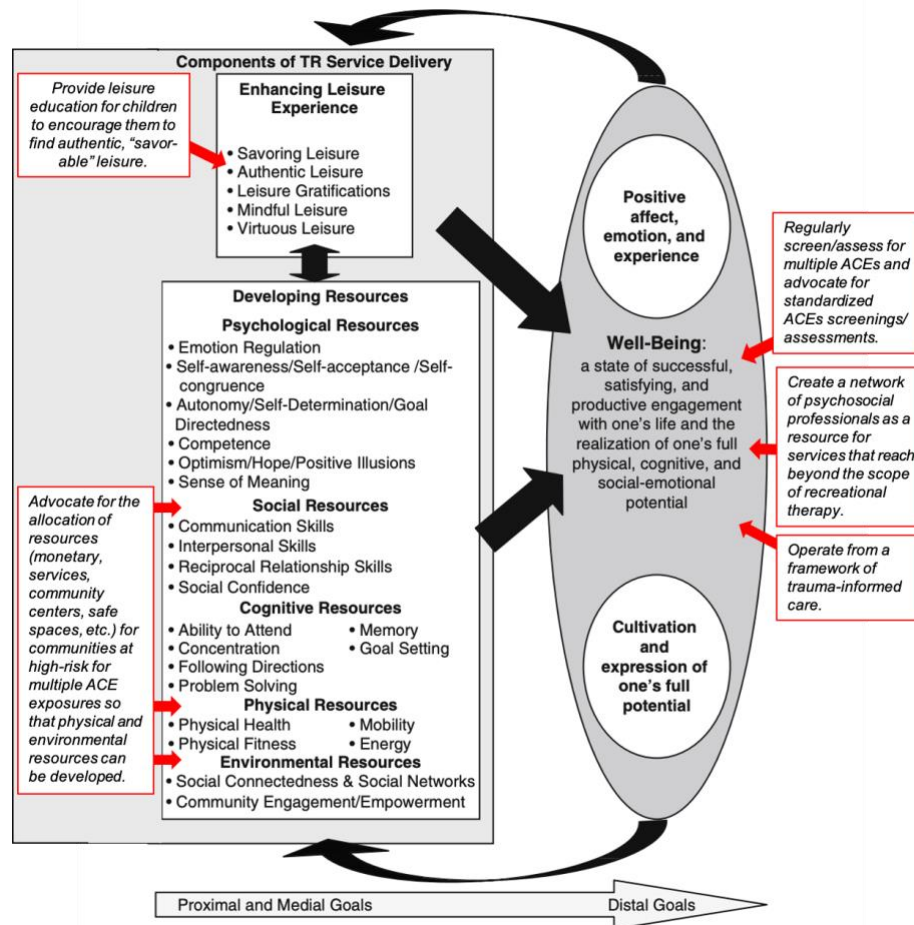 Components of TR Service Delivery
Provide leisure
education for children
to encourage them to
find authentic, “savor-
able” leisure.
Enhancing Leisure
Experience
• Savoring Leisure
• Authentic Leisure
• Leisure Gratifications
• Mindful Leisure
• Virtuous Leisure
Developing Resources
Psychological Resources
• Emotion Regulation
• Self-awareness/Self-acceptance /Self-
congruence
• Autonomy/Self-Determination/Goal
Directedness
• Competence
• Optimism/Hope/Positive Illusions
• Sense of Meaning
Social Resources
• Communication Skills
• Interpersonal Skills
• Reciprocal Relationship Skills
• Social Confidence
Cognitive Resources
• Ability to Attend
• Memory
• Concentration
• Goal Setting
• Following Directions
• Problem Solving
Physical Resources
• Physical Health
• Mobility
• Physical Fitness
• Energy
Environmental Resources
• Social Connectedness & Social Networks
• Community Engagement/Empowerment
Advocate for the
allocation of
resources
(monetary,
services,
community
centers, safe
spaces, etc.) for
communities at
high-risk for
multiple ACE
exposures so
that physical and
environmental
resources can
be developed.
Positive
affect,
emotion, and
experience
Well-Being:
a state of successful,
satisfying, and
productive engagement
with one’s life and the
realization of one’s full
physical, cognitive, and
social-emotional
potential
Cultivation
and
expression of
one’s full
potential
Regularly
screen/assess for
multiple ACEs and
advocate for
standardized
ACEs screenings/
assessments.
Create a network
of psychosocial
professionals as a
resource for
services that reach
beyond the scope
of recreational
therapy.
Operate from a
framework of
trauma-informed
care.
Proximal and Medial Goals
Distal Goals